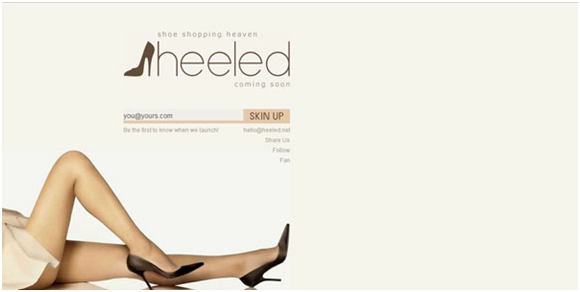 shoe shopping heaven
heeled
coming soon
you@yours.com SKIN UP
Be the first to know when we launch! hello@heeled.net
Share Us
Follow
Fan